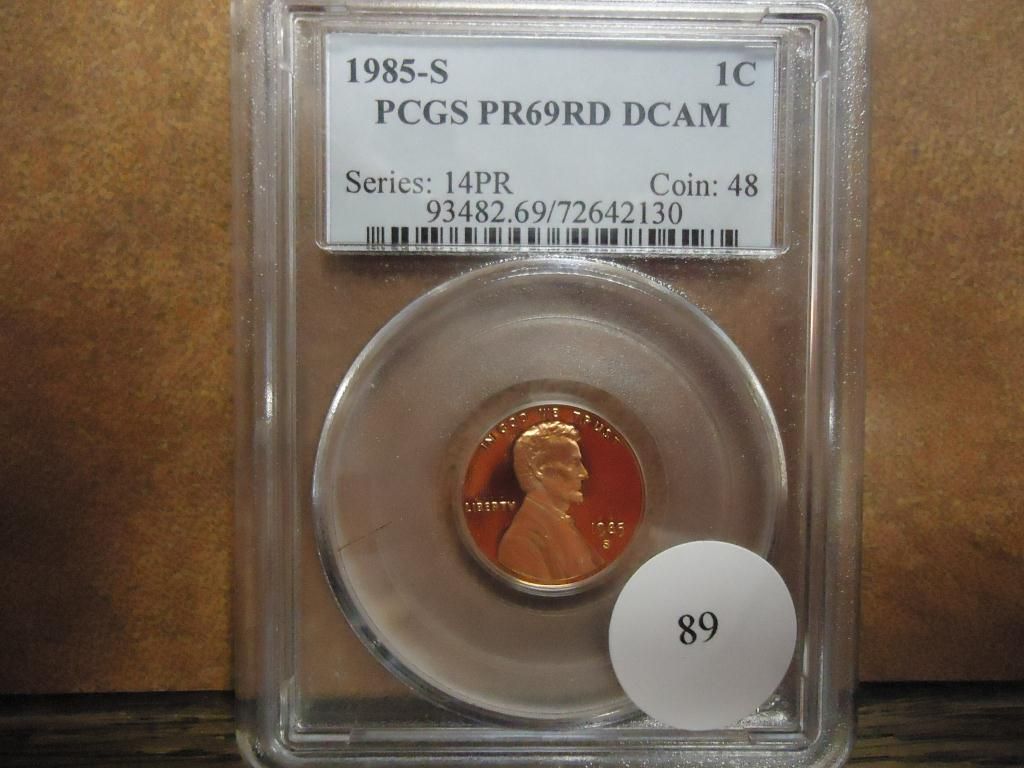 1985-S 1C
PCGS PR69RD DCAM
Series: 14PR Coin: 48
93482.69/72642130
IN GOD WE TRUST
LIBERTY
1985
S
89